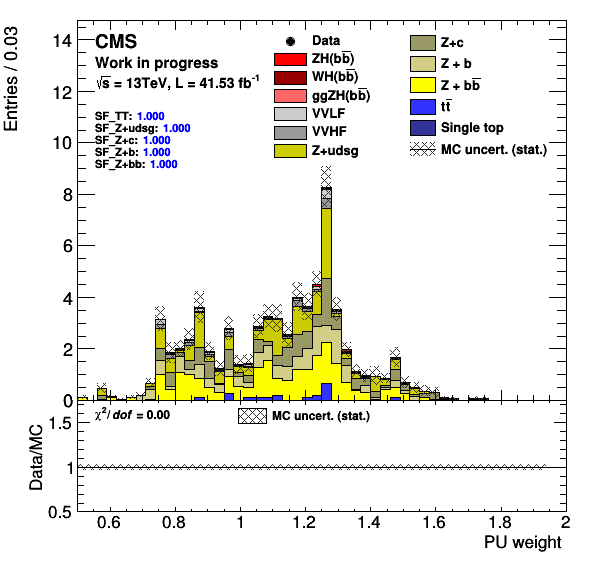 CMS
Work in progress
√s = 13TeV, L = 41.53 fb⁻¹
SF_TT: 1.000
SF_Z+udsg: 1.000
SF_Z+c: 1.000
SF_Z+b: 1.000
SF_Z+bb: 1.000
Data
ZH(bb̅)
WH(bb̅)
ggZH(bb̅)
VVLF
VVHF
Z+udsg
Z+c
Z + b
Z + bb̅
tt̅
Single top
MC uncert. (stat.)
Entries / 0.03
14
12
10
8
6
4
2
0
χ²/dof = 0.00
MC uncert. (stat.)
Data/MC
1.5
1
0.5
0.6 0.8 1 1.2 1.4 1.6 1.8 2
PU weight